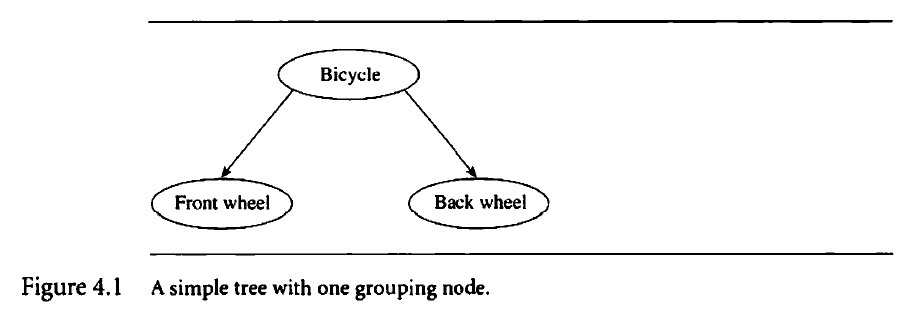 Bicycle
Front wheel
Back wheel
Figure 4.1 A simple tree with one grouping node.